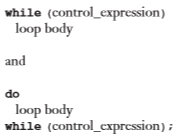 while (control_expression)
loop body
and
do
loop body
while (control_expression);